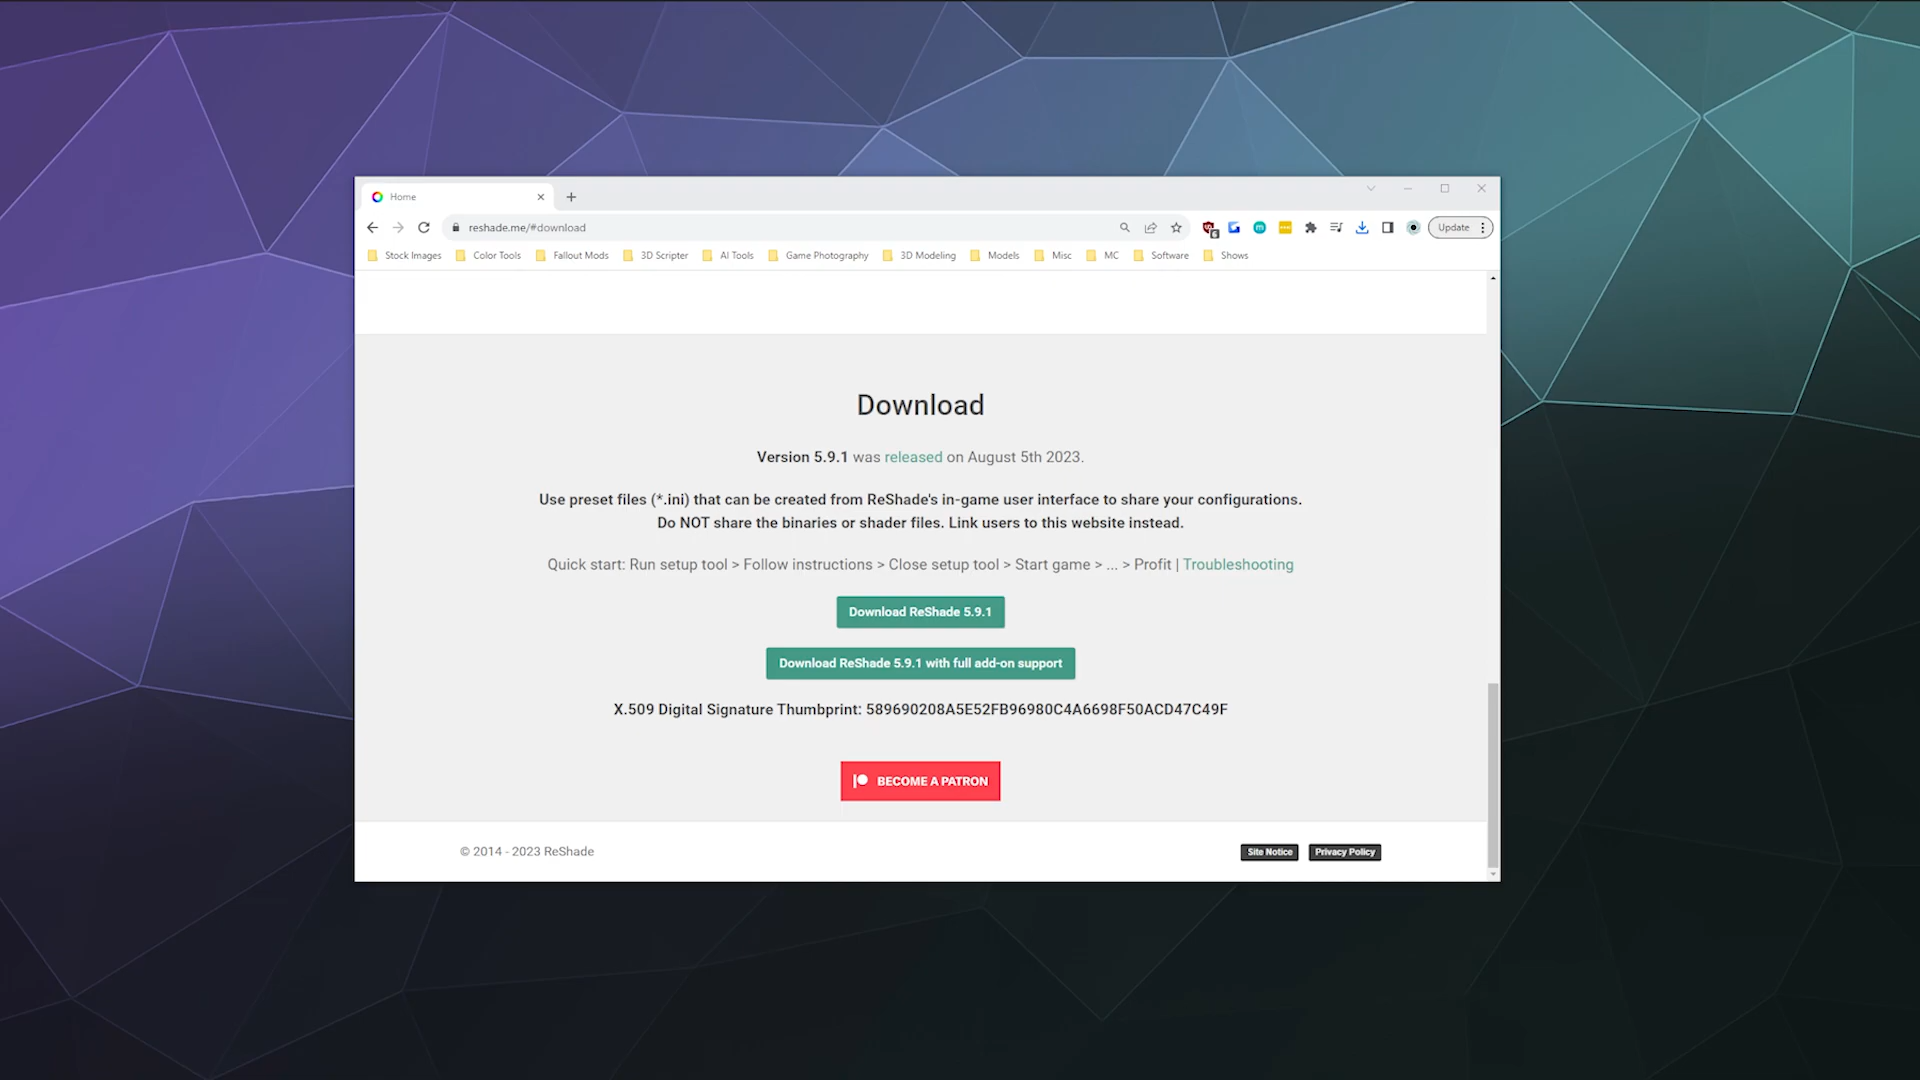 Home
reshade.me/#download
Update
Stock Images
Color Tools
Fallout Mods
3D Scripter
AI Tools
Game Photography
3D Modeling
Models
Misc
MC
Software
Shows
Download
Version 5.9.1 was released on August 5th 2023.
Use preset files (*.ini) that can be created from ReShade's in-game user interface to share your configurations.
Do NOT share the binaries or shader files. Link users to this website instead.
Quick start: Run setup tool > Follow instructions > Close setup tool > Start game > ... > Profit | Troubleshooting
Download ReShade 5.9.1
Download ReShade 5.9.1 with full add-on support
X.509 Digital Signature Thumbprint: 589690208A5E52FB96980C4A6698F50ACD47C49F
BECOME A PATRON
© 2014 - 2023 ReShade
Site Notice
Privacy Policy